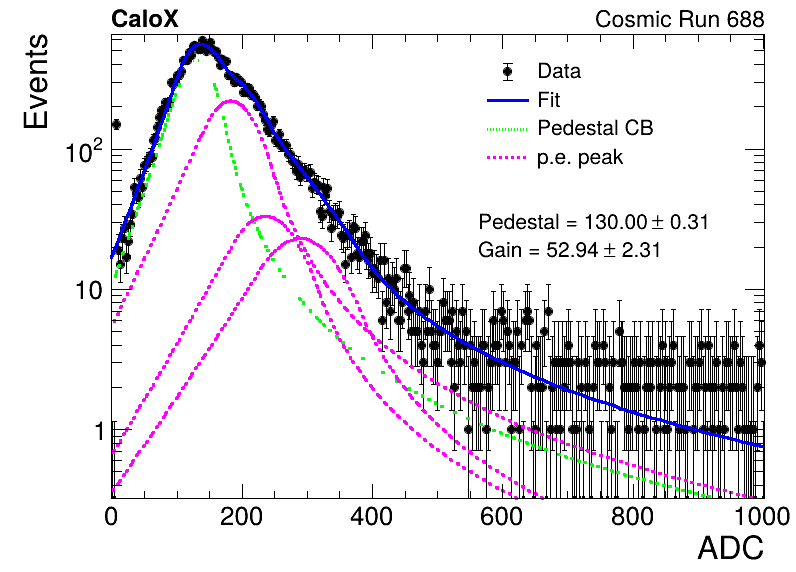 CaloX Cosmic Run 688
Events
Data
Fit
Pedestal CB
p.e. peak
Pedestal = 130.00 ± 0.31
Gain = 52.94 ± 2.31
10²
10
1
0 200 400 600 800 1000
ADC